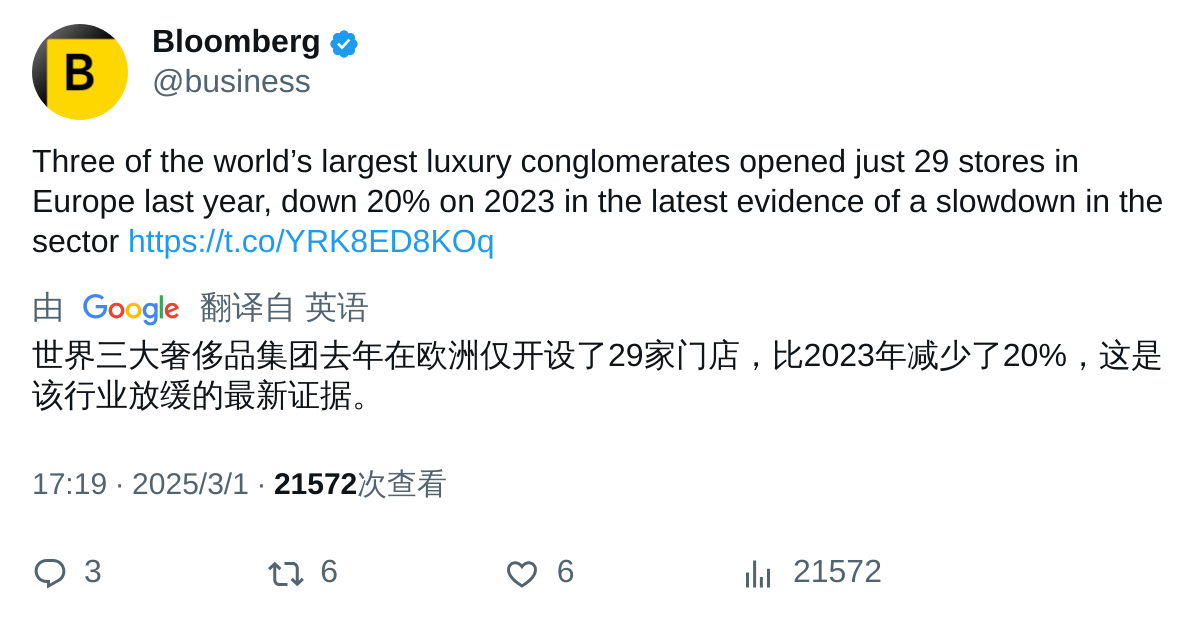 B
Bloomberg
@business
Three of the world’s largest luxury conglomerates opened just 29 stores in
Europe last year, down 20% on 2023 in the latest evidence of a slowdown in the
sector https://t.co/YRK8ED8KOq
由 Google 翻译自 英语
世界三大奢侈品集团去年在欧洲仅开设了29家门店，比2023年减少了20%，这是
该行业放缓的最新证据。
17:19 · 2025/3/1 · 21572次查看
3 6 6 21572